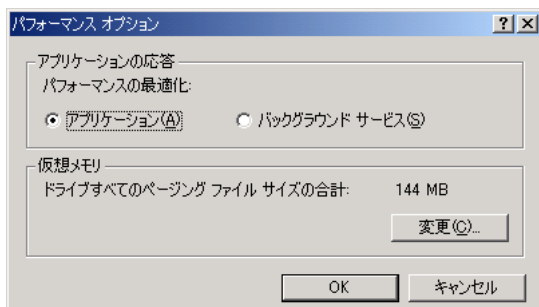 パフォーマンス オプション
アプリケーションの応答
パフォーマンスの最適化:
アプリケーション(A) バックグラウンド サービス(S)
仮想メモリ
ドライブすべてのページング ファイル サイズの合計: 144 MB
変更(C)...
OK キャンセル